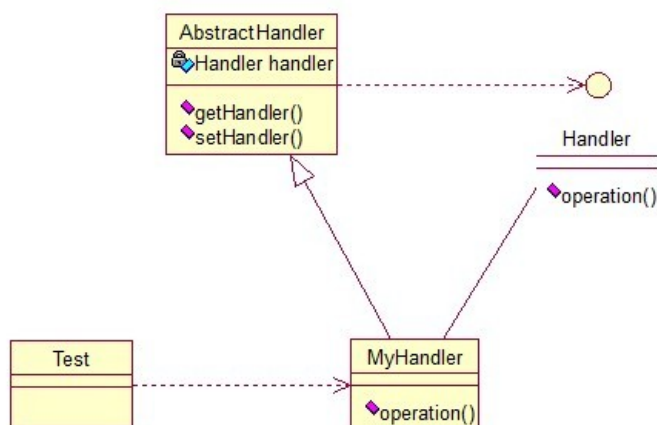 AbstractHandler
Handler handler
getHandler()
setHandler()
Handler
operation()
Test
MyHandler
operation()